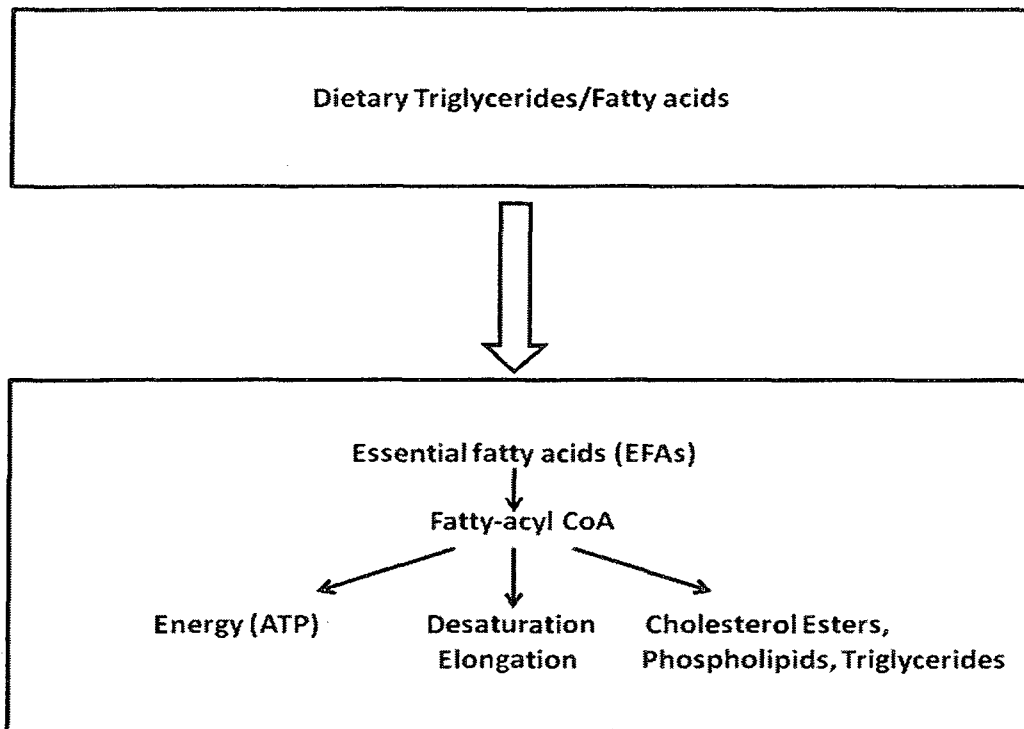 Dietary Triglycerides/Fatty acids
Essential fatty acids (EFAs)
Fatty-acyl CoA
Energy (ATP)
Desaturation
Elongation
Cholesterol Esters,
Phospholipids, Triglycerides